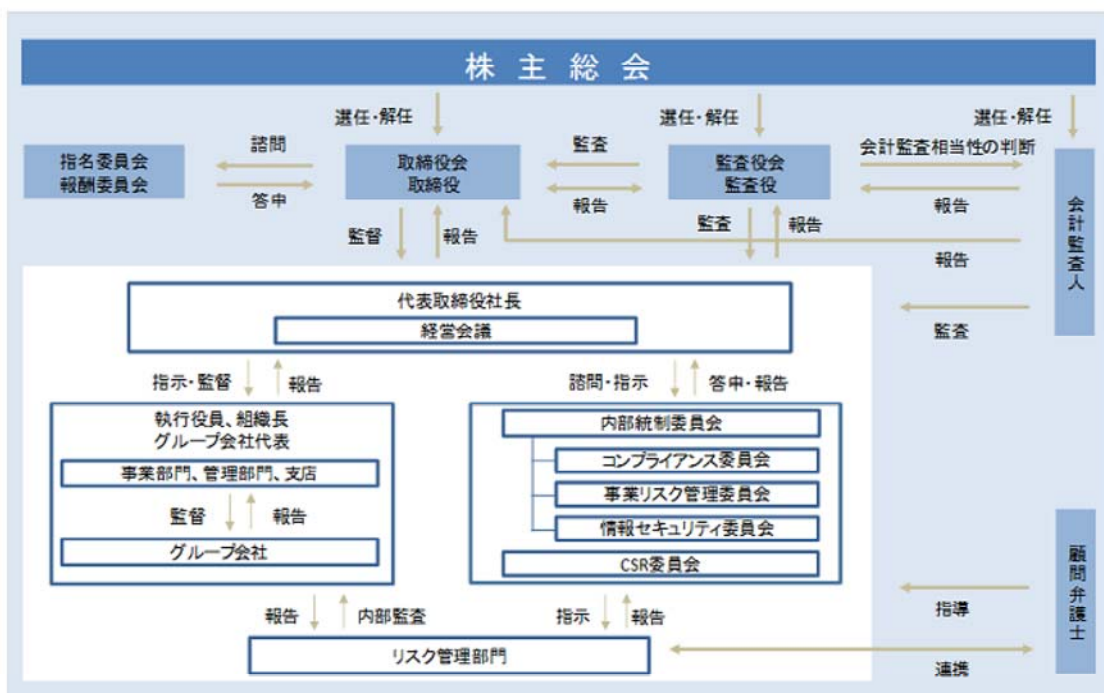 株主総会
選任・解任
選任・解任
選任・解任
指名委員会
報酬委員会
諮問
答申
取締役会
取締役
監査
報告
監査役会
監査役
会計監査相当性の判断
報告
会計監査人
監督
報告
監査
報告
報告
監査
代表取締役社長
経営会議
指示・監督
報告
諮問・指示
答申・報告
執行役員、組織長
グループ会社代表
事業部門、管理部門、支店
監督
報告
グループ会社
内部統制委員会
コンプライアンス委員会
事業リスク管理委員会
情報セキュリティ委員会
CSR委員会
報告
内部監査
指示
報告
リスク管理部門
指導
連携
顧問弁護士